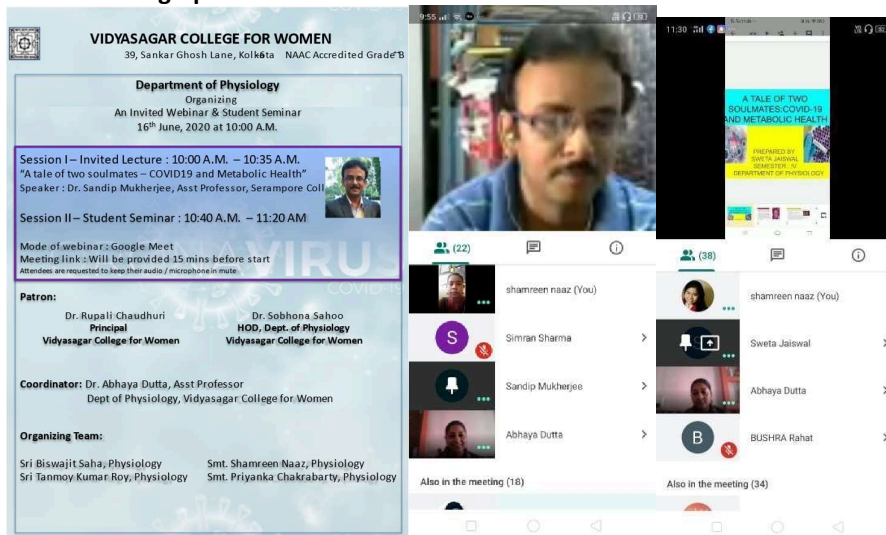 VIDYASAGAR COLLEGE FOR WOMEN
39, Sankar Ghosh Lane, Kolkata NAAC Accredited Grade "B
Department of Physiology
Organizing
An Invited Webinar & Student Seminar
16th June, 2020 at 10:00 A.M.
Session I – Invited Lecture : 10:00 A.M. – 10:35 A.M.
"A tale of two soulmates – COVID19 and Metabolic Health"
Speaker : Dr. Sandip Mukherjee, Asst Professor, Serampore Coll
Session II – Student Seminar : 10:40 A.M. – 11:20 AM
Mode of webinar : Google Meet
Meeting link : Will be provided 15 mins before start
Attendees are requested to keep their audio / microphone in mute
VIRUS
COVID-19
Patron:
Dr. Rupali Chaudhuri
Principal
Vidyasagar College for Women
Dr. Sobhona Sahoo
HOD, Dept. of Physiology
Vidyasagar College for Women
Coordinator: Dr. Abhaya Dutta, Asst Professor
Dept of Physiology, Vidyasagar College for Women
Organizing Team:
Sri Biswajit Saha, Physiology Smt. Shamreen Naaz, Physiology
Sri Tanmoy Kumar Roy, Physiology Smt. Priyanka Chakrabarty, Physiology
9:55
(22)
shamreen naaz (You)
S
Simran Sharma
Sandip Mukherjee
Abhaya Dutta
Also in the meeting (18)
11:30
A TALE OF TWO
SOULMATES:COVID-19
AND METABOLIC HEALTH
PREPARED BY
SWETA JAISWAL
SEMESTER : IV
DEPARTMENT OF PHYSIOLOGY
(38)
shamreen naaz (You)
Sweta Jaiswal
Abhaya Dutta
B
BUSHRA Rahat
Also in the meeting (34)